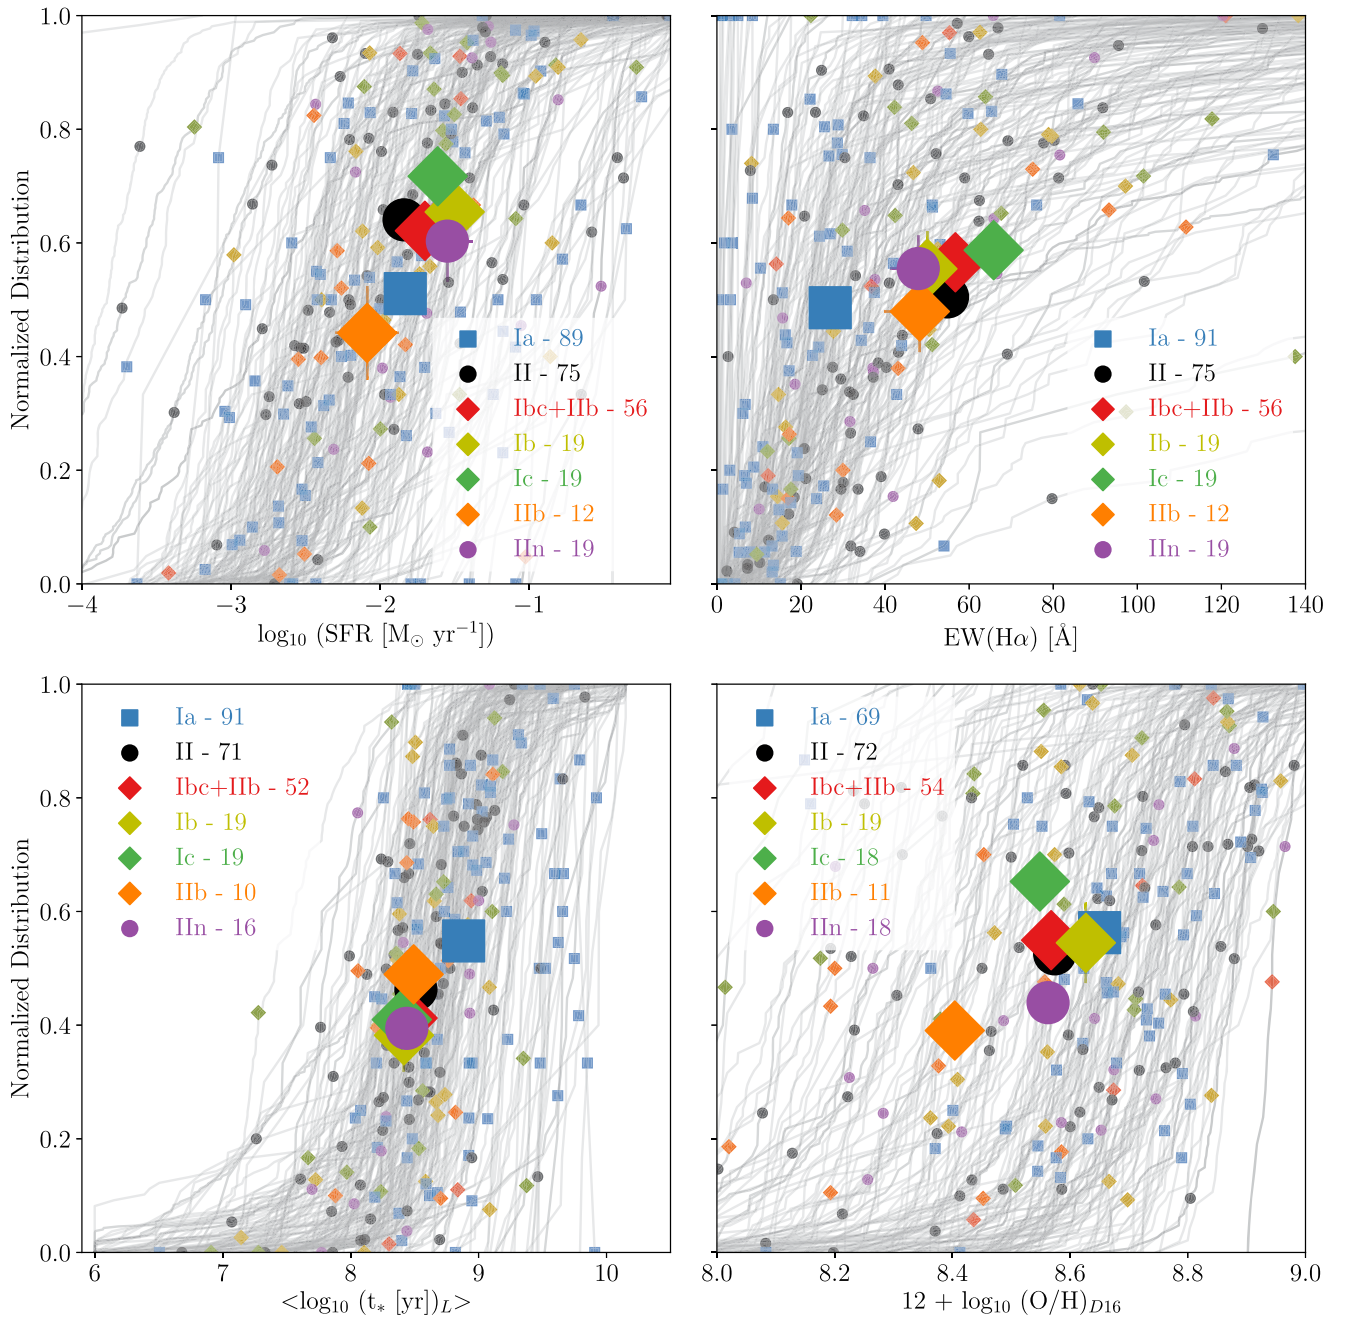 Normalized Distribution
1.0
0.8
0.6
0.4
0.2
0.0
Ia - 89
II - 75
Ibc+IIb - 56
Ib - 19
Ic - 19
IIb - 12
IIn - 19
−4 −3 −2 −1
log₁₀ (SFR [M☉ yr⁻¹])
Ia - 91
II - 75
Ibc+IIb - 56
Ib - 19
Ic - 19
IIb - 12
IIn - 19
0 20 40 60 80 100 120 140
EW(Hα) [Å]
Normalized Distribution
1.0
0.8
0.6
0.4
0.2
0.0
Ia - 91
II - 71
Ibc+IIb - 52
Ib - 19
Ic - 19
IIb - 10
IIn - 16
6 7 8 9 10
<log₁₀ (t* [yr])L>
Ia - 69
II - 72
Ibc+IIb - 54
Ib - 19
Ic - 18
IIb - 11
IIn - 18
8.0 8.2 8.4 8.6 8.8 9.0
12 + log₁₀ (O/H)D16